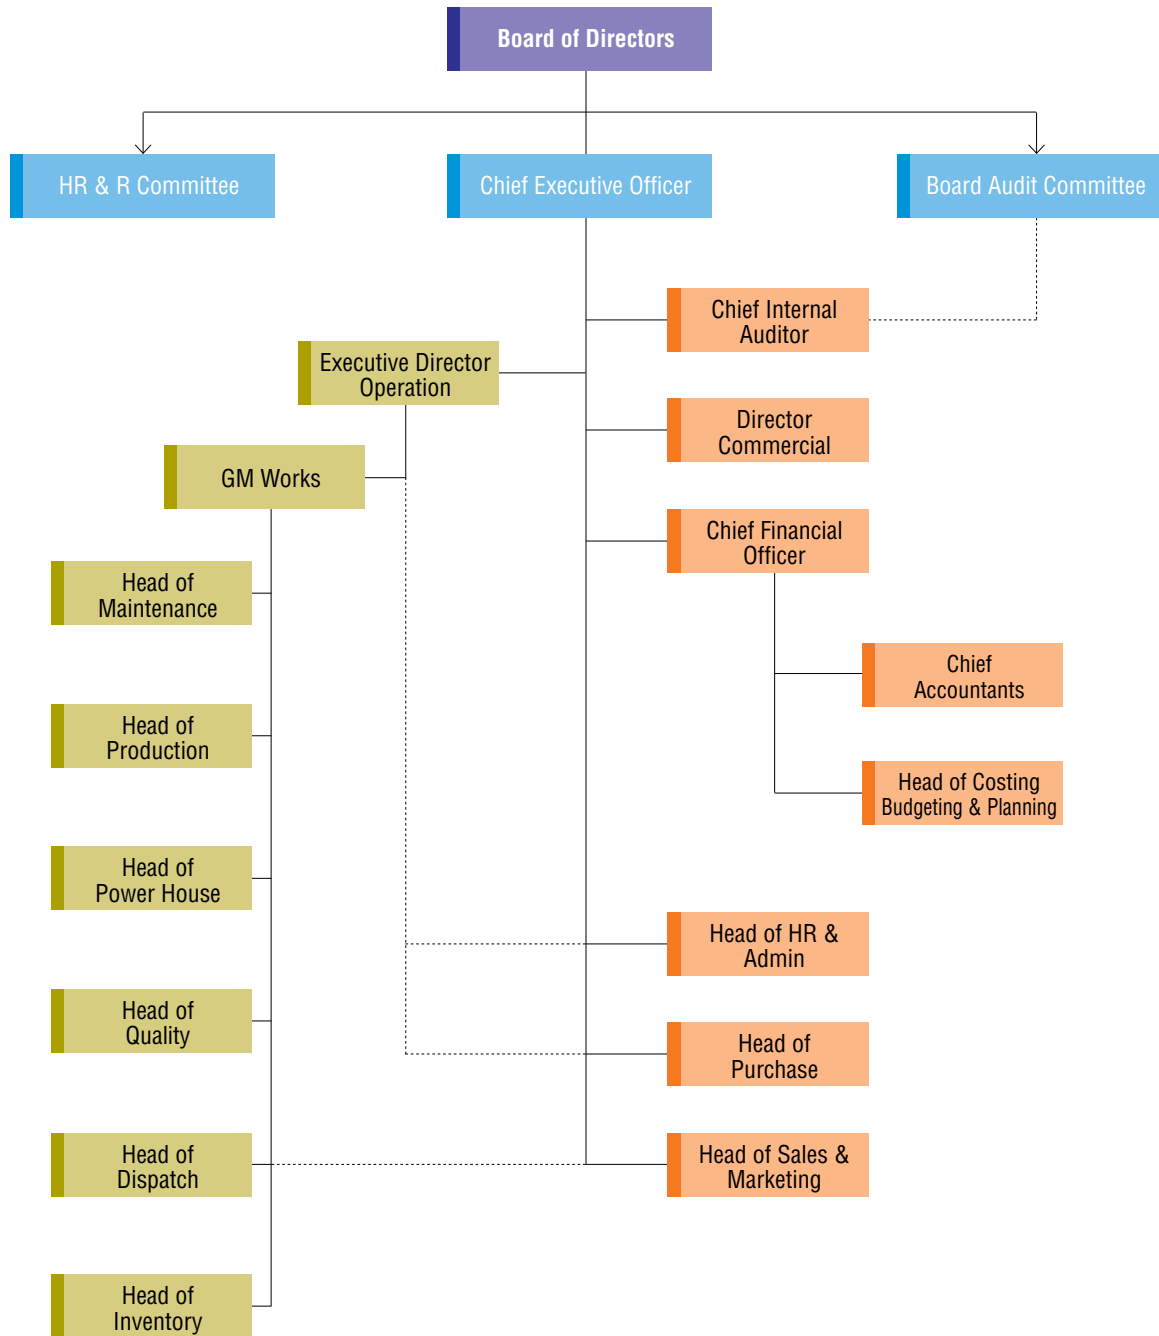 Board of Directors
HR & R Committee
Chief Executive Officer
Board Audit Committee
Chief Internal
Auditor
Executive Director
Operation
Director
Commercial
GM Works
Chief Financial
Officer
Head of
Maintenance
Chief
Accountants
Head of
Production
Head of Costing
Budgeting & Planning
Head of
Power House
Head of HR &
Admin
Head of
Quality
Head of
Purchase
Head of
Dispatch
Head of Sales &
Marketing
Head of
Inventory